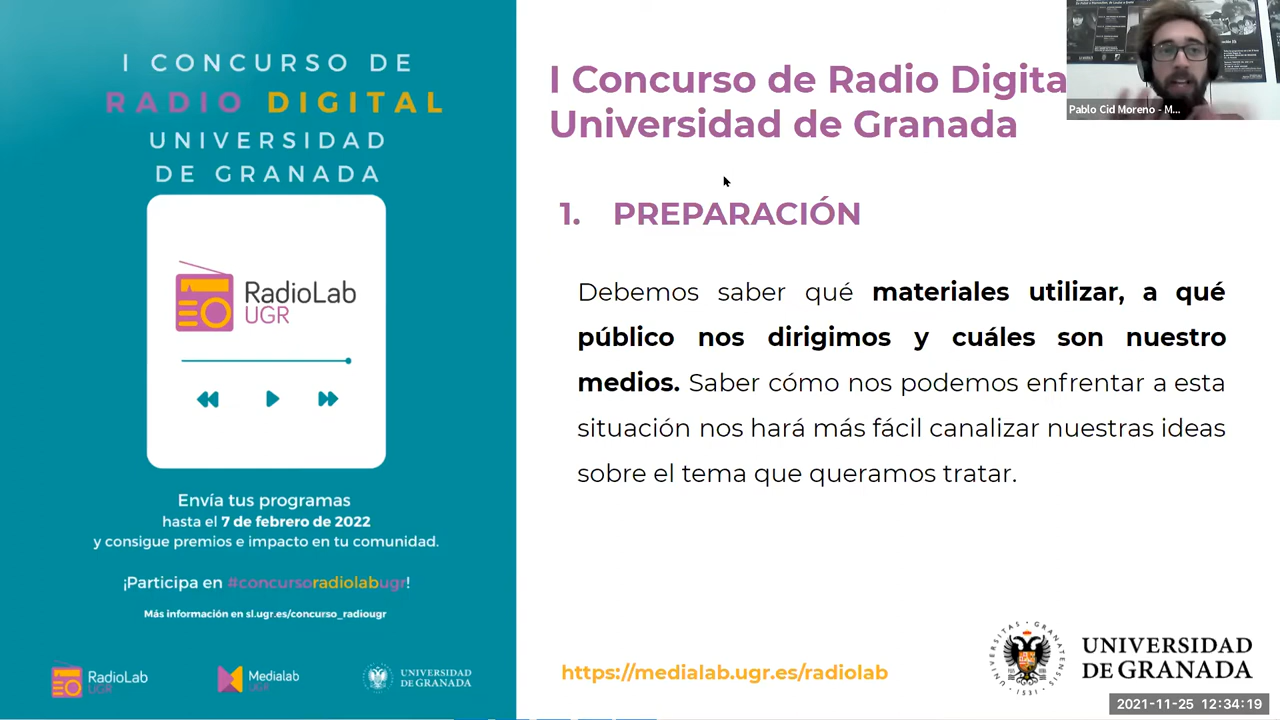 I CONCURSO DE
RADIO DIGITAL
UNIVERSIDAD
DE GRANADA
RadioLab
UGR
Envía tus programas
hasta el 7 de febrero de 2022
y consigue premios e impacto en tu comunidad.
¡Participa en #concursoradiolabugr!
Más información en sl.ugr.es/concurso_radiougr
RadioLab
UGR
Medialab
UGR
UNIVERSIDAD
DE GRANADA
I Concurso de Radio Digita
Universidad de Granada
1. PREPARACIÓN
Debemos saber qué materiales utilizar, a qué
público nos dirigimos y cuáles son nuestro
medios. Saber cómo nos podemos enfrentar a esta
situación nos hará más fácil canalizar nuestras ideas
sobre el tema que queramos tratar.
https://medialab.ugr.es/radiolab
UNIVERSITAS GRANATENSIS
1531
UNIVERSIDAD
DE GRANADA
Pablo Cid Moreno - M...
2021-11-25 12:34:19